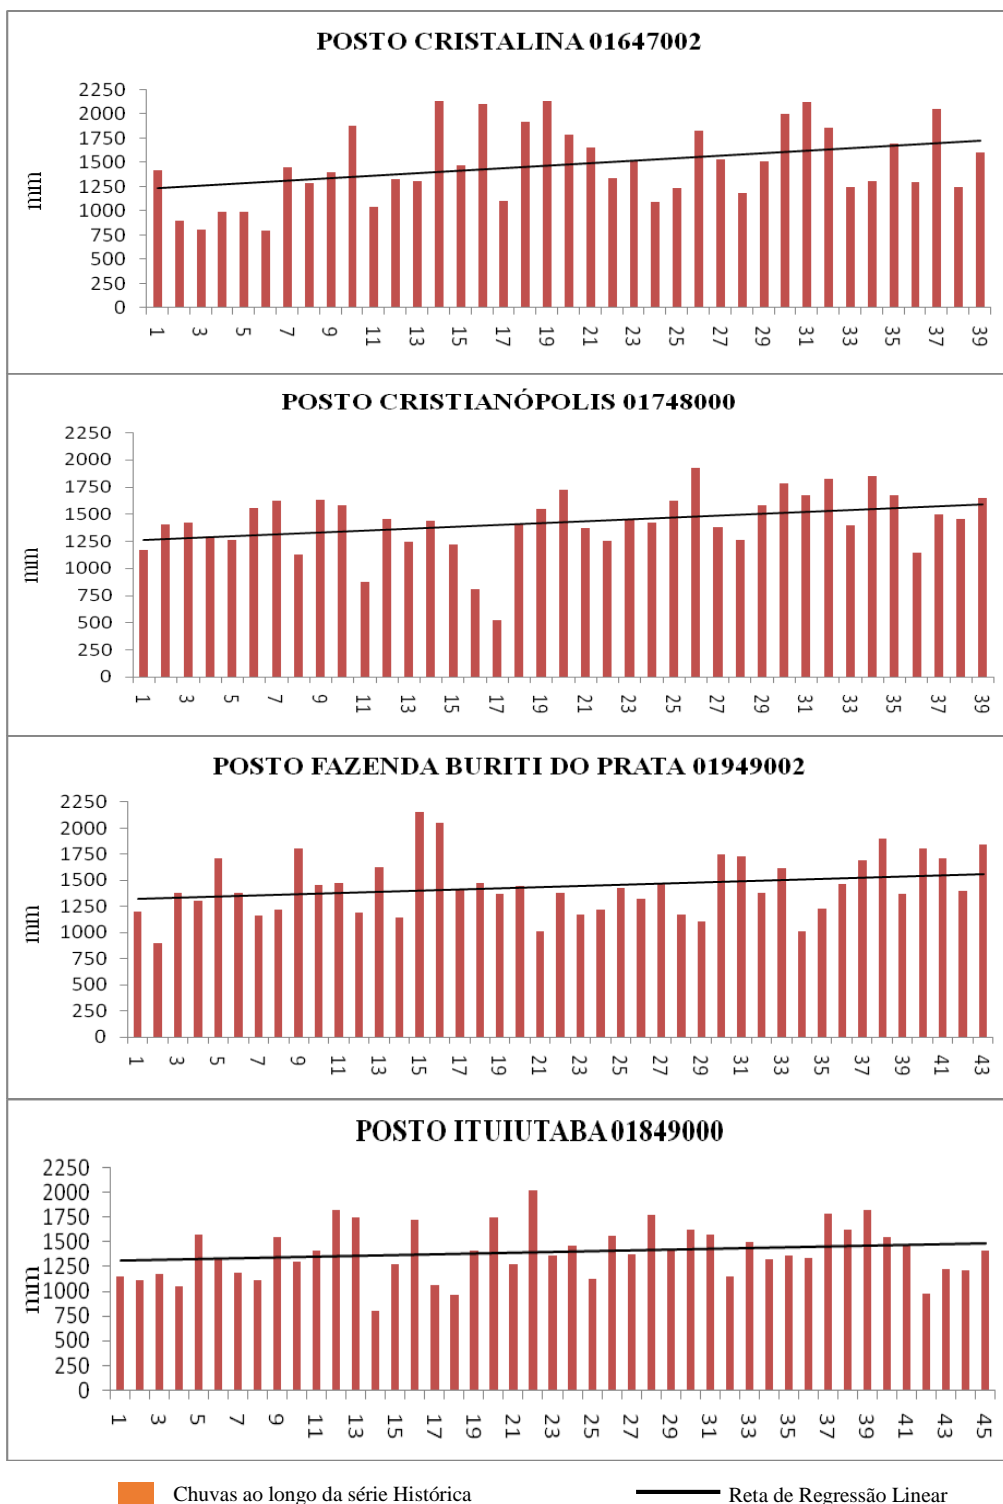 POSTO CRISTALINA 01647002
2250
2000
1750
1500
1250
1000
750
500
250
0
mm
1 3 5 7 9 11 13 15 17 19 21 23 25 27 29 31 33 35 37 39
POSTO CRISTIANÓPOLIS 01748000
2250
2000
1750
1500
1250
1000
750
500
250
0
mm
1 3 5 7 9 11 13 15 17 19 21 23 25 27 29 31 33 35 37 39
POSTO FAZENDA BURITI DO PRATA 01949002
2250
2000
1750
1500
1250
1000
750
500
250
0
mm
1 3 5 7 9 11 13 15 17 19 21 23 25 27 29 31 33 35 37 39 41 43
POSTO ITUIUTABA 01849000
2250
2000
1750
1500
1250
1000
750
500
250
0
mm
1 3 5 7 9 11 13 15 17 19 21 23 25 27 29 31 33 35 37 39 41 43 45
Chuvas ao longo da série Histórica
Reta de Regressão Linear